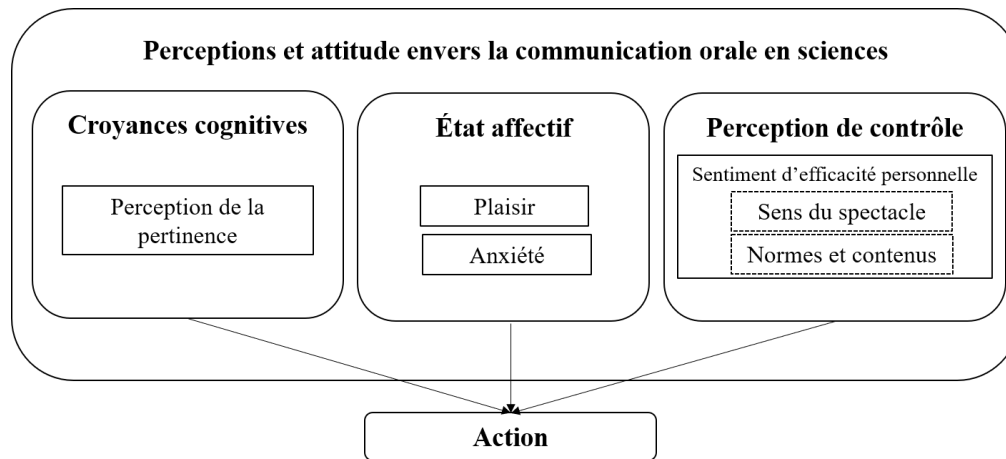 Perceptions et attitude envers la communication orale en sciences
Croyances cognitives
Perception de la
pertinence
État affectif
Plaisir
Anxiété
Perception de contrôle
Sentiment d'efficacité personnelle
Sens du spectacle
Normes et contenus
Action